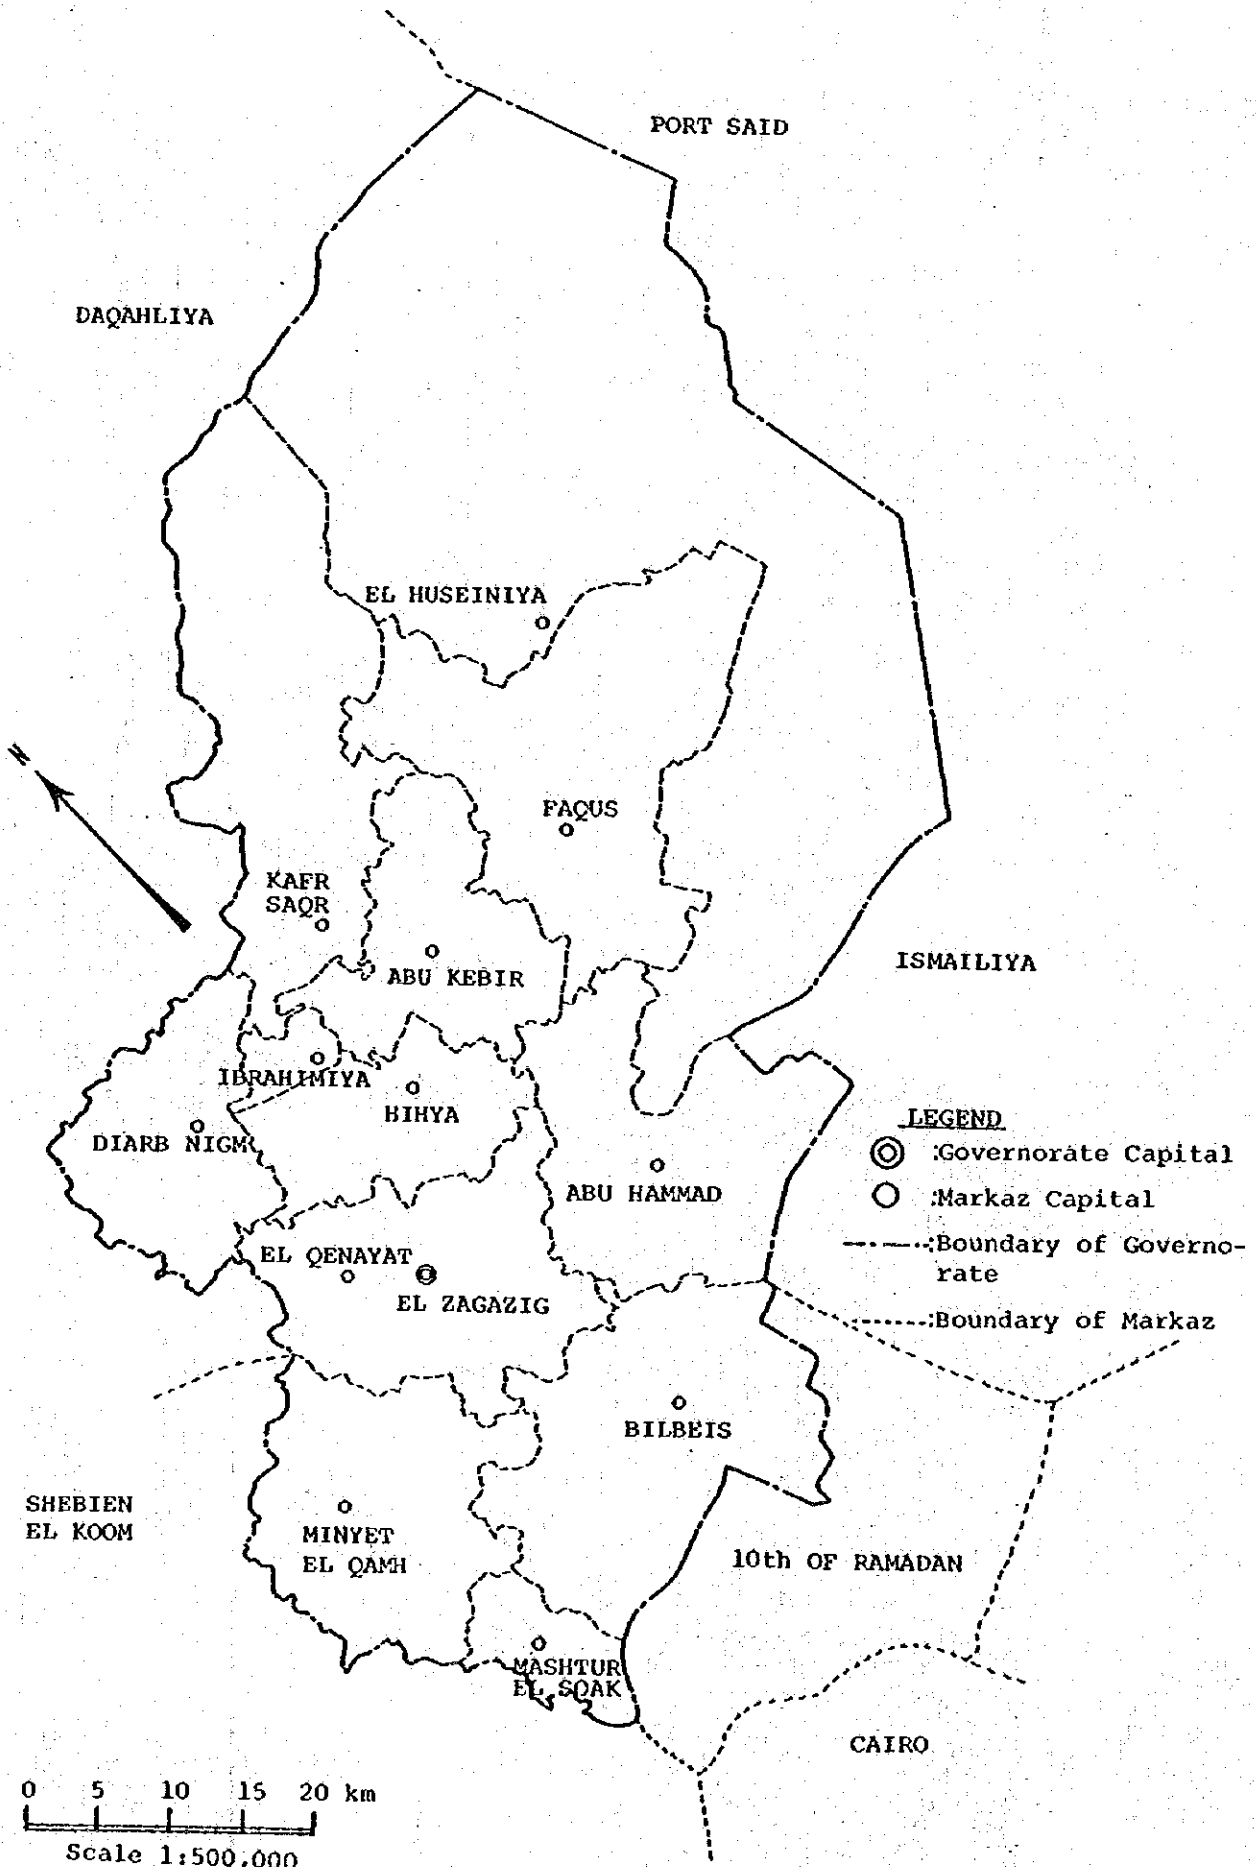 PORT SAID
DAQAHLIYA
EL HUSEINIYA
N
FAQUS
KAFR
SAQR
ABU KEBIR
ISMAILIYA
IBRAHIMIYA
HIHYA
DIARB NIGM
ABU HAMMAD
LEGEND
:Governorate Capital
:Markaz Capital
:Boundary of Governo-
rate
:Boundary of Markaz
EL QENAYAT
EL ZAGAZIG
BILBEIS
SHEBIEN
EL KOOM
MINYET
EL QAMH
10th OF RAMADAN
MASHTUR
EL SOAK
CAIRO
0 5 10 15 20 km
Scale 1:500,000